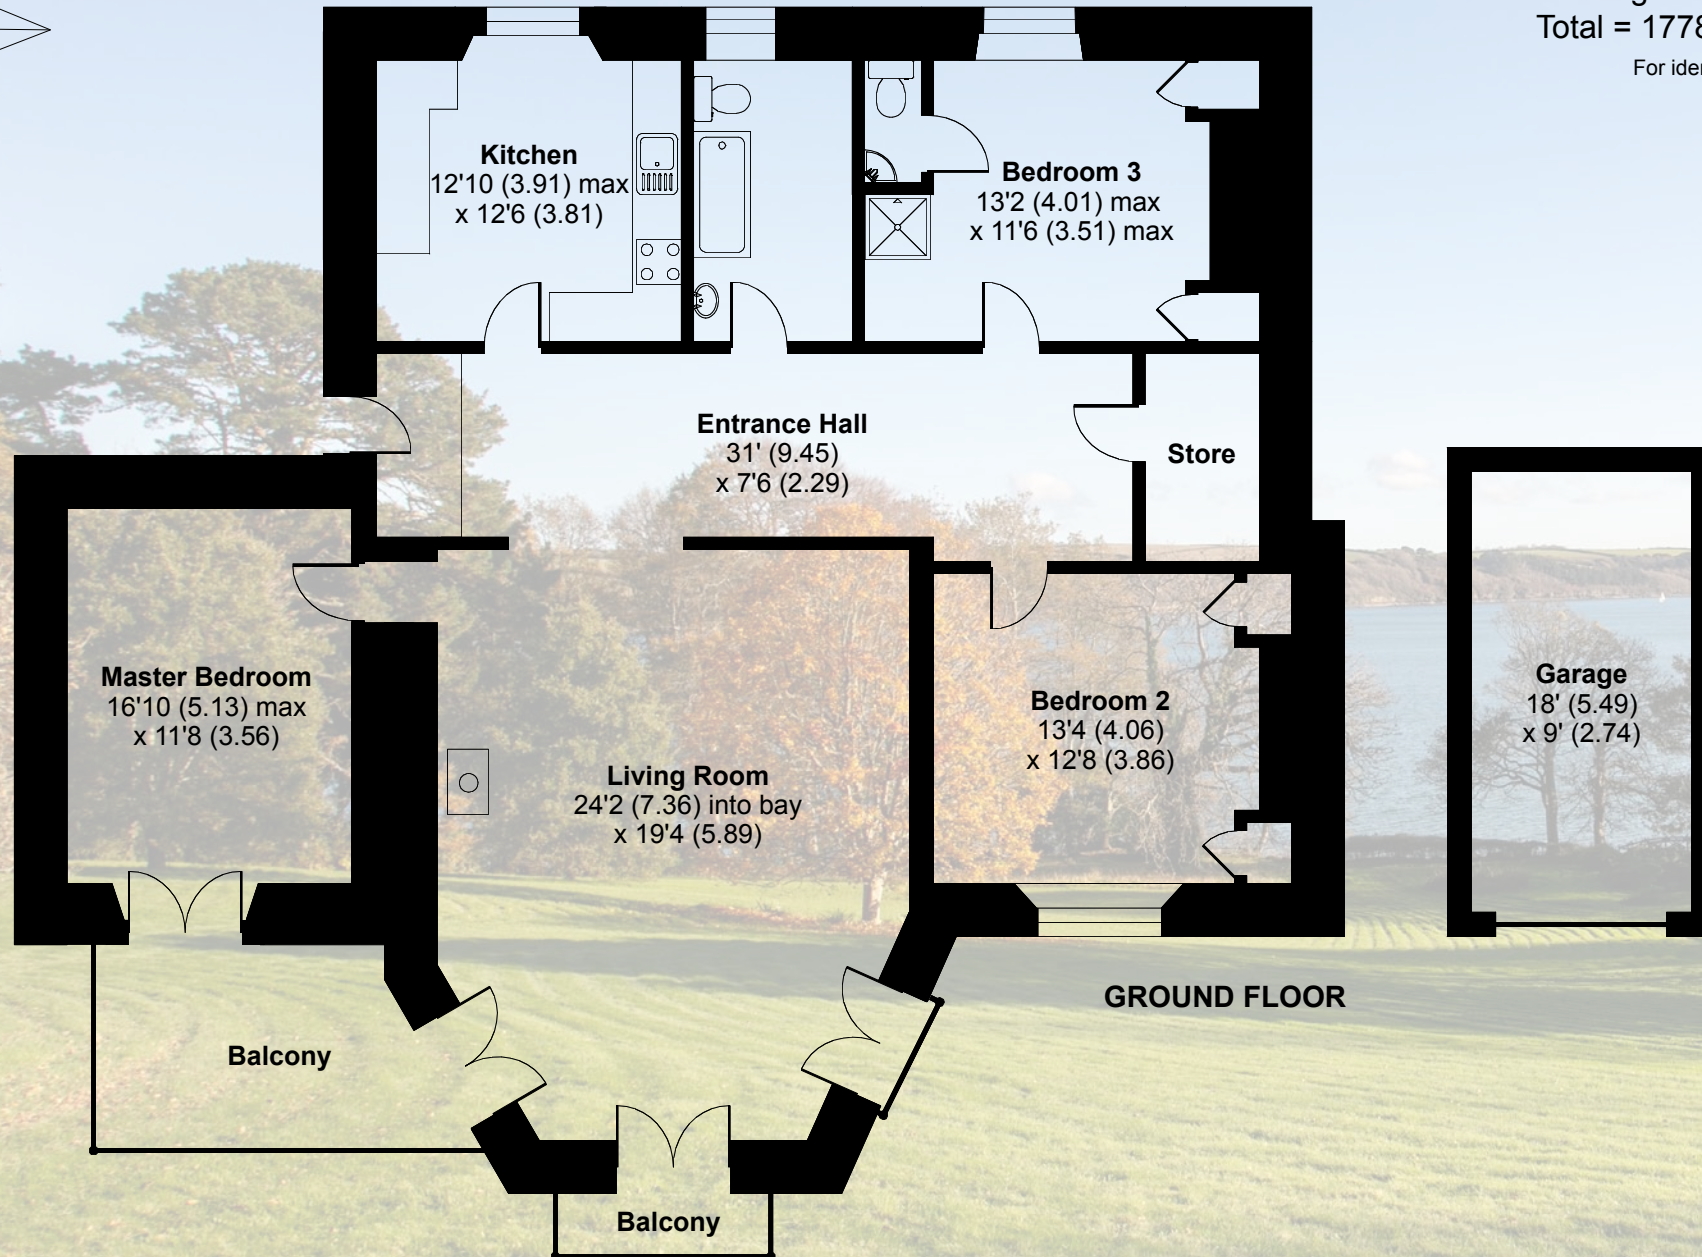 Total = 1778
For iden
Kitchen
12'10 (3.91) max
x 12'6 (3.81)
Bedroom 3
13'2 (4.01) max
x 11'6 (3.51) max
Entrance Hall
31' (9.45)
x 7'6 (2.29)
Store
Master Bedroom
16'10 (5.13) max
x 11'8 (3.56)
Living Room
24'2 (7.36) into bay
x 19'4 (5.89)
Bedroom 2
13'4 (4.06)
x 12'8 (3.86)
Garage
18' (5.49)
x 9' (2.74)
GROUND FLOOR
Balcony
Balcony